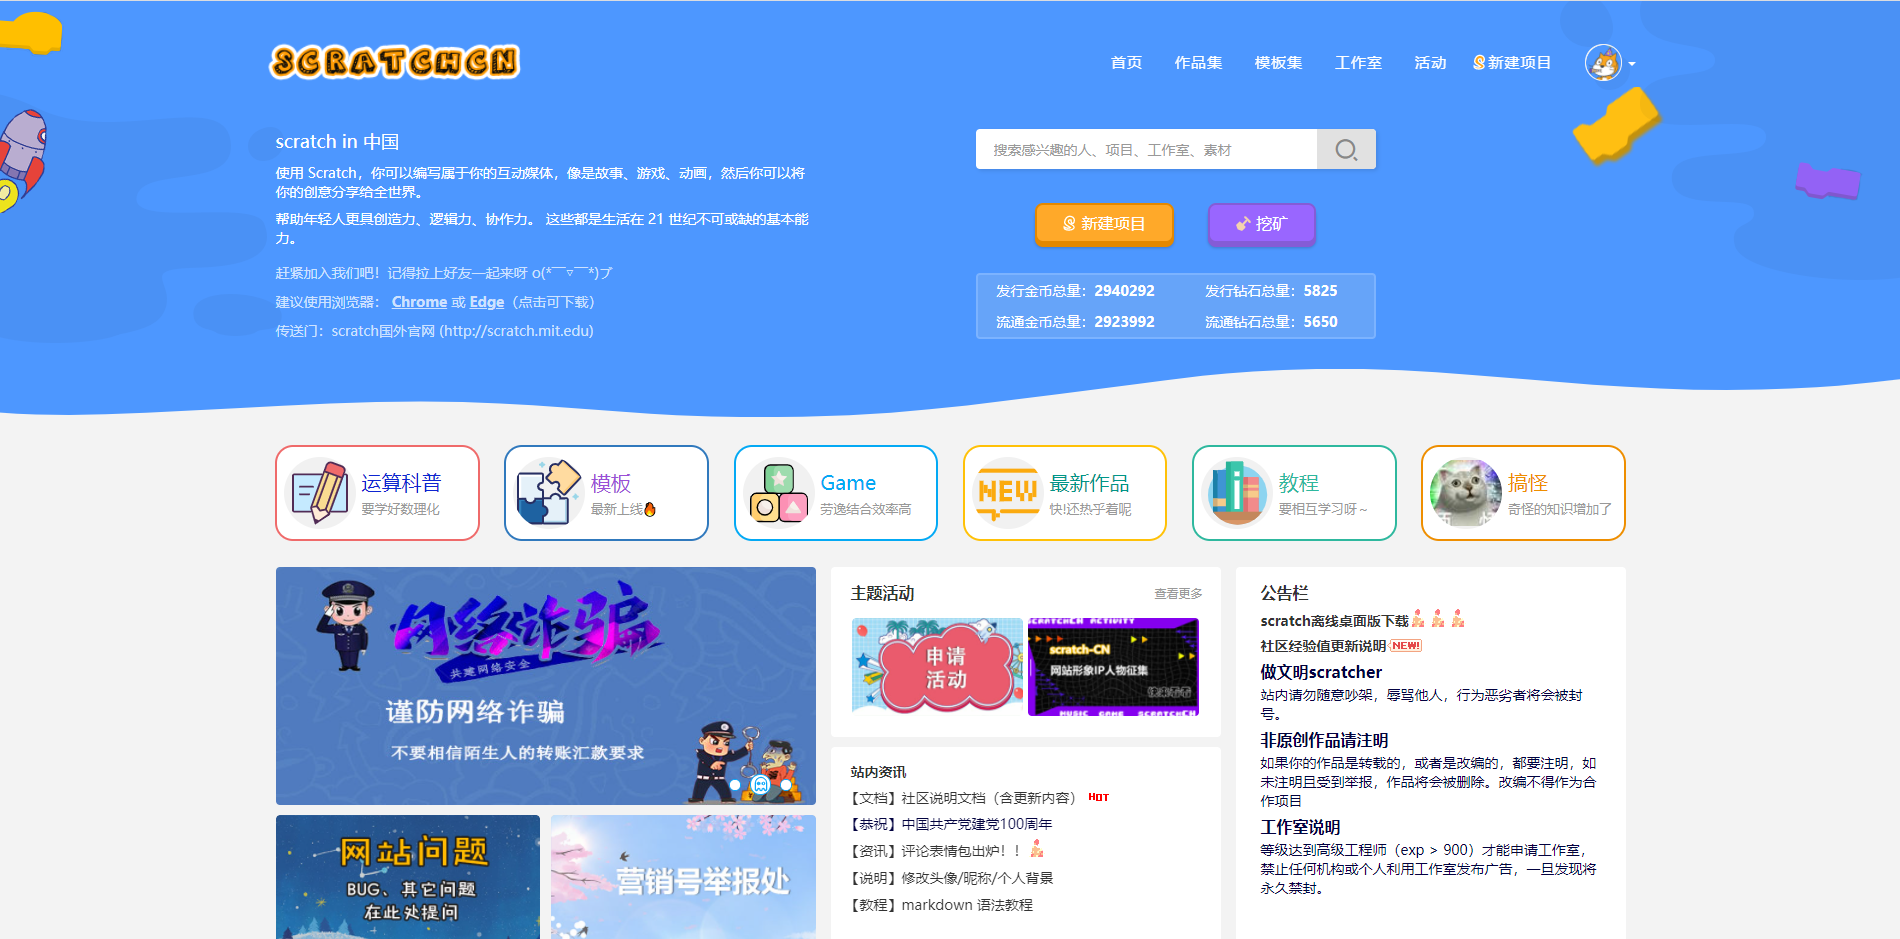 SCRATCHCN
首页 作品集 模板集 工作室 活动 新建项目
scratch in 中国
使用 Scratch，你可以编写属于你的互动媒体，像是故事、游戏、动画，然后你可以将
你的创意分享给全世界。
帮助年轻人更具创造力、逻辑力、协作力。 这些都是生活在 21 世纪不可或缺的基本能
力。
赶紧加入我们吧！记得拉上好友一起来呀 o(*￣▽￣*)ブ
建议使用浏览器： Chrome 或 Edge（点击可下载）
传送门：scratch国外官网 (http://scratch.mit.edu)
搜索感兴趣的人、项目、工作室、素材
新建项目 挖矿
发行金币总量：2940292 发行钻石总量：5825
流通金币总量：2923992 流通钻石总量：5650
运算科普
要学好数理化
模板
最新上线
Game
劳逸结合效率高
NEW
最新作品
快!还热乎着呢
教程
要相互学习呀～
搞怪
奇怪的知识增加了
网络诈骗
共建网络安全
谨防网络诈骗
不要相信陌生人的转账汇款要求
网站问题
BUG、其它问题
在此处提问
营销号举报处
主题活动 查看更多
申请
活动
SCRATCHCN ACTIVITY
scratch-CN
网站形象IP人物征集
MUSIC GAME SCRATCHCN
站内资讯
【文档】社区说明文档（含更新内容） HOT
【恭祝】中国共产党建党100周年
【资讯】评论表情包出炉！！
【说明】修改头像/昵称/个人背景
【教程】markdown 语法教程
公告栏
scratch离线桌面版下载
社区经验值更新说明 NEW!
做文明scratcher
站内请勿随意吵架，辱骂他人，行为恶劣者将会被封
号。
非原创作品请注明
如果你的作品是转载的，或者是改编的，都要注明，如
未注明且受到举报，作品将会被删除。改编不得作为合
作项目
工作室说明
等级达到高级工程师（exp > 900）才能申请工作室，
禁止任何机构或个人利用工作室发布广告，一旦发现将
永久禁封。